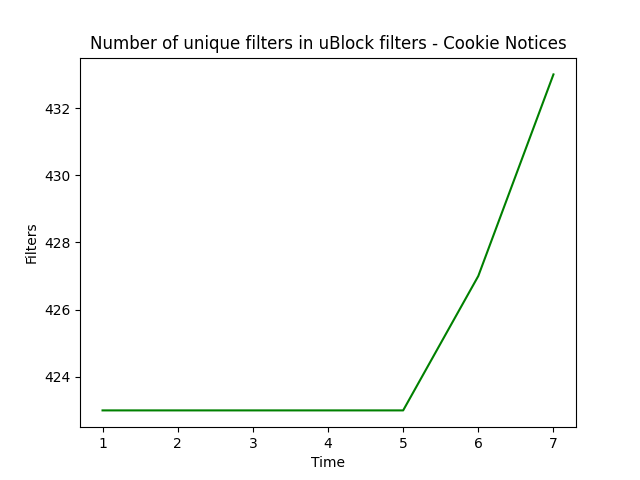 Number of unique filters in uBlock filters - Cookie Notices
432
430
428
426
424
Filters
1 2 3 4 5 6 7
Time